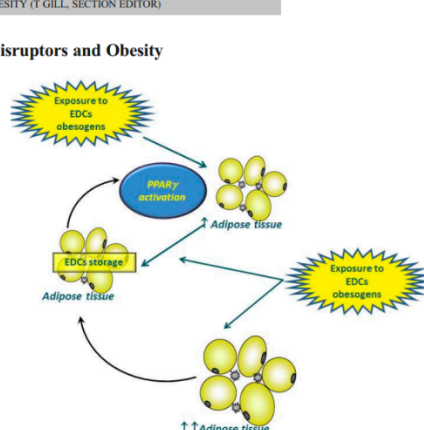 ESITY (T GILL, SECTION EDITOR)
isruptors and Obesity
Exposure to
EDCs
obesogens
PPARγ
activation
↑ Adipose tissue
EDCs storage
Adipose tissue
Exposure to
EDCs
obesogens
↑↑Adipose tissue